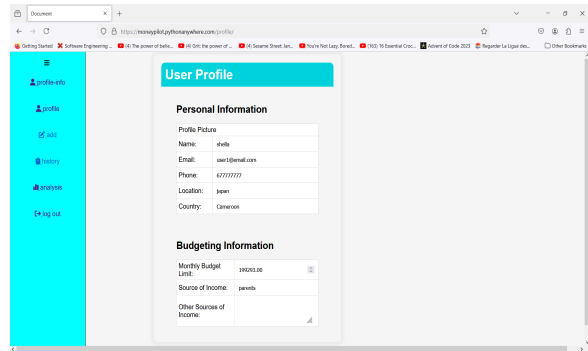 Document
https://moneypilot.pythonanywhere.com/profile/
Getting Started
Software Engineering ...
(4) The power of belie...
(4) Grit: the power of ...
(4) Sesame Street: Jan...
You're Not Lazy, Bored...
(163) 16 Essential Croc...
Advent of Code 2023
Regarder La Ligue des...
Other Bookmarks
profile-info
profile
add
history
analysis
log out
User Profile
Personal Information
Profile Picture
Name: sheila
Email: user1@email.com
Phone: 677777777
Location: Japan
Country: Cameroon
Budgeting Information
Monthly Budget
Limit: 199293.00
Source of Income: parents
Other Sources of
Income: